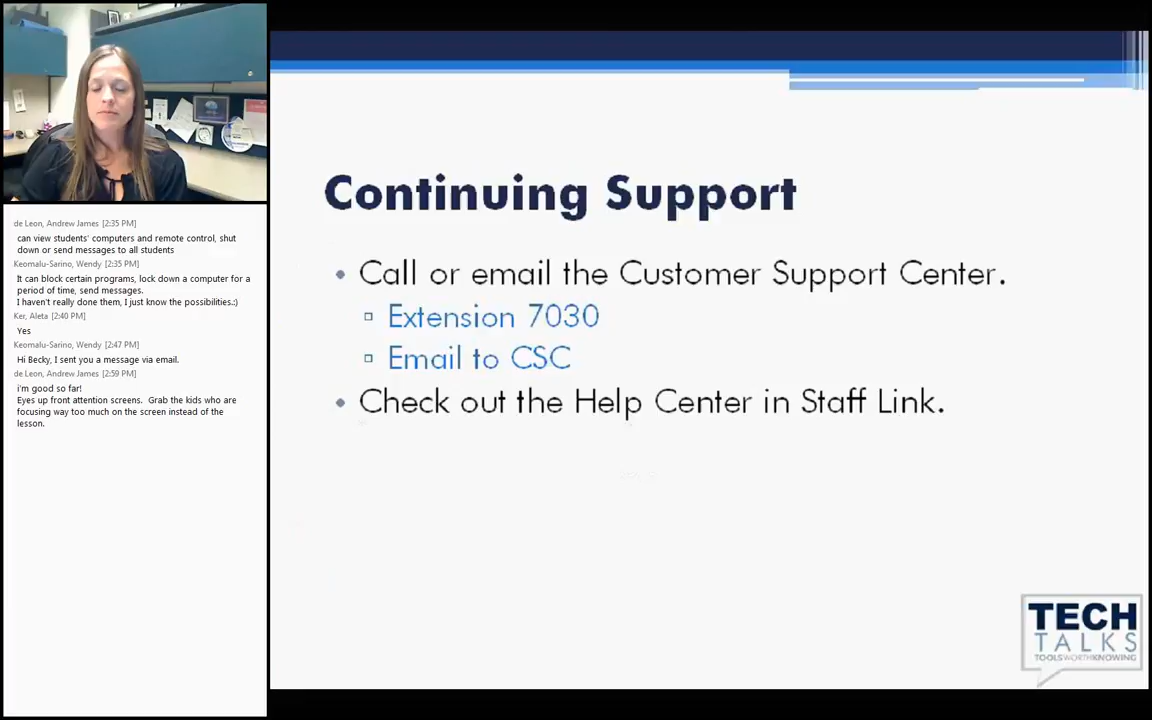 de Leon, Andrew James [2:35 PM]
can view students' computers and remote control, shut
down or send messages to all students
Keomalu-Sarino, Wendy [2:35 PM]
It can block certain programs, lock down a computer for a
period of time, send messages.
I haven't really done them, I just know the possibilities.:)
Ker, Aleta [2:40 PM]
Yes
Keomalu-Sarino, Wendy [2:47 PM]
Hi Becky, I sent you a message via email.
de Leon, Andrew James [2:59 PM]
i'm good so far!
Eyes up front attention screens.  Grab the kids who are
focusing way too much on the screen instead of the
lesson.
Continuing Support
• Call or email the Customer Support Center.
▫ Extension 7030
▫ Email to CSC
• Check out the Help Center in Staff Link.
TECH
TALKS
TOOLSWORTHKNOWING